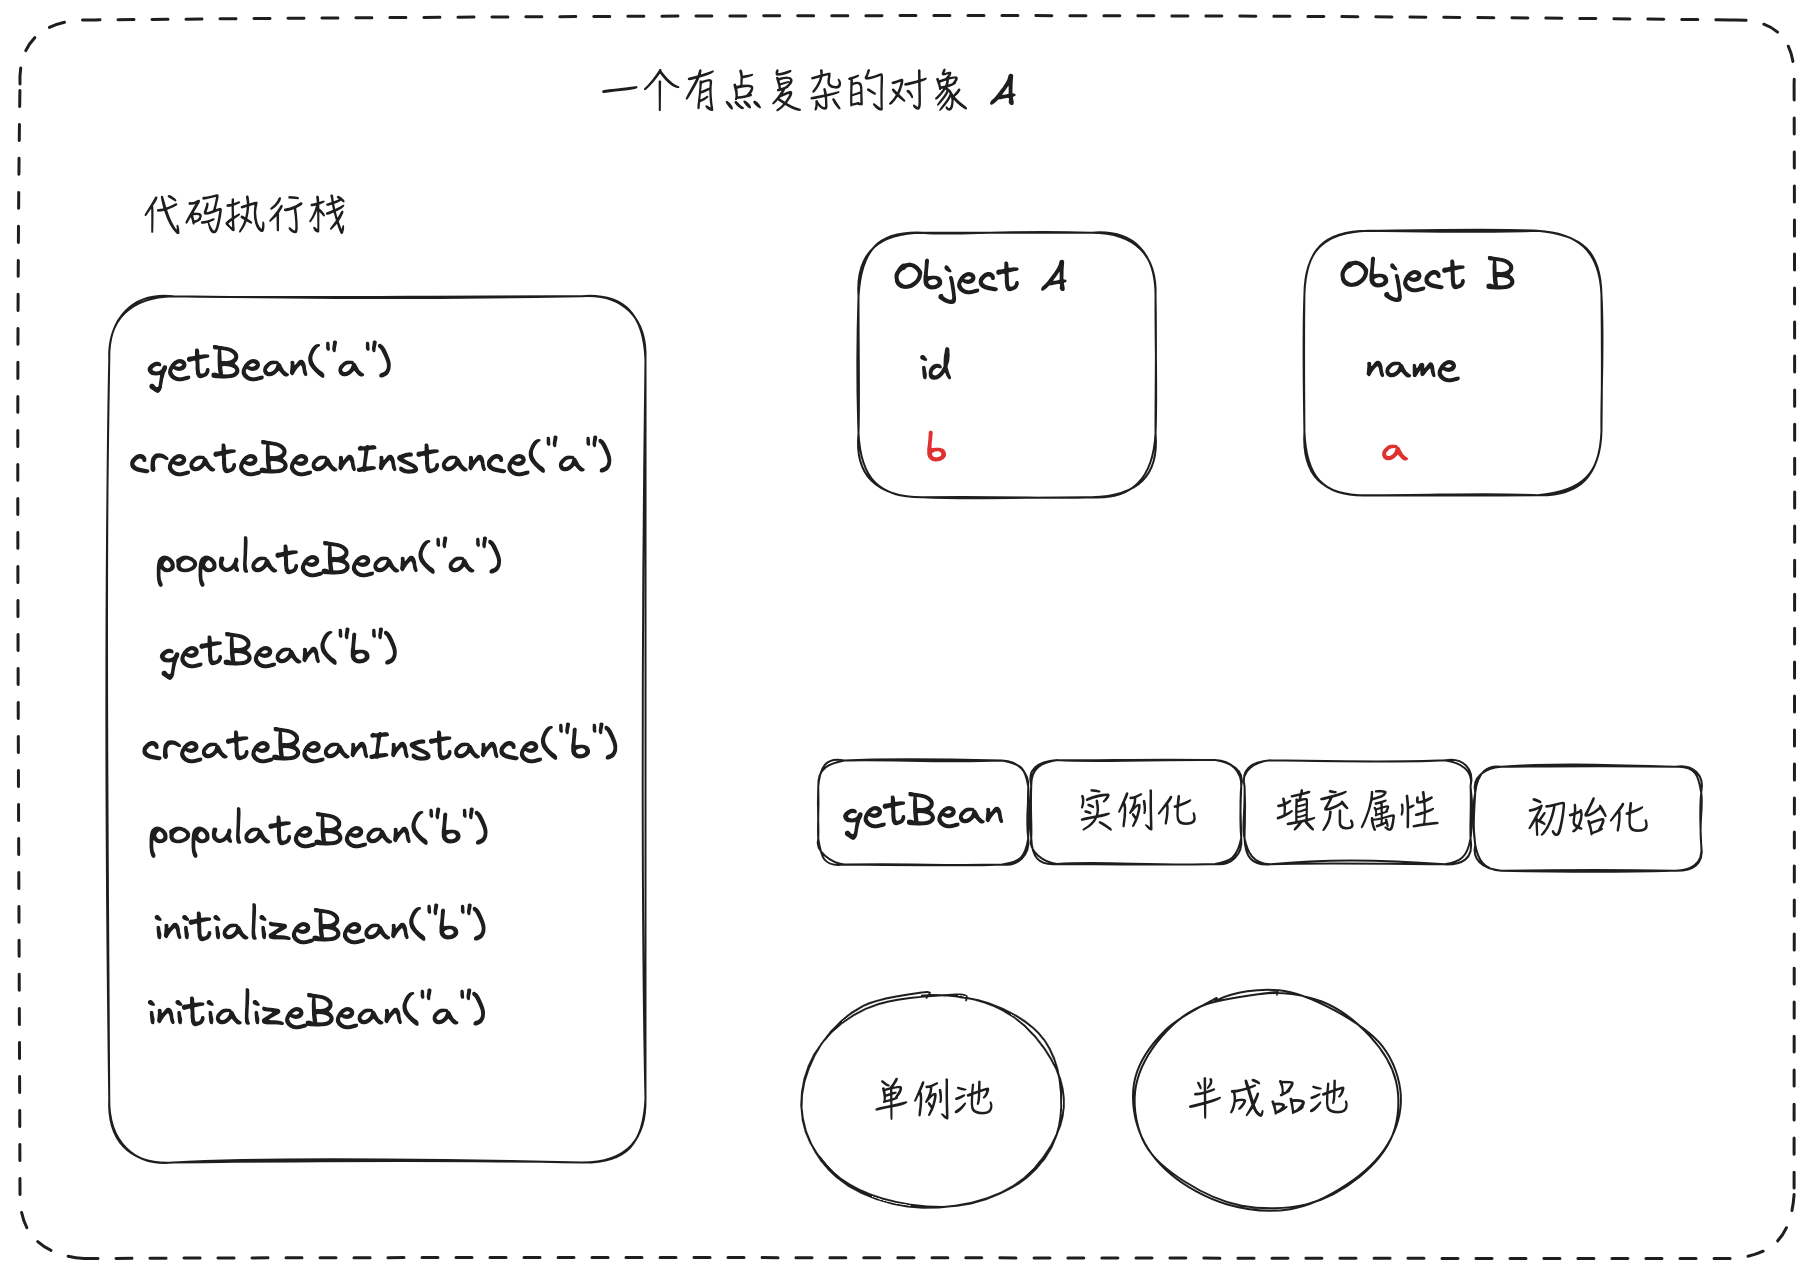 一个有点复杂的对象 A
代码执行栈
getBean("a")
createBeanInstance("a")
populateBean("a")
getBean("b")
createBeanInstance("b")
populateBean("b")
initializeBean("b")
initializeBean("a")
Object A
id
b
Object B
name
a
getBean
实例化
填充属性
初始化
单例池
半成品池